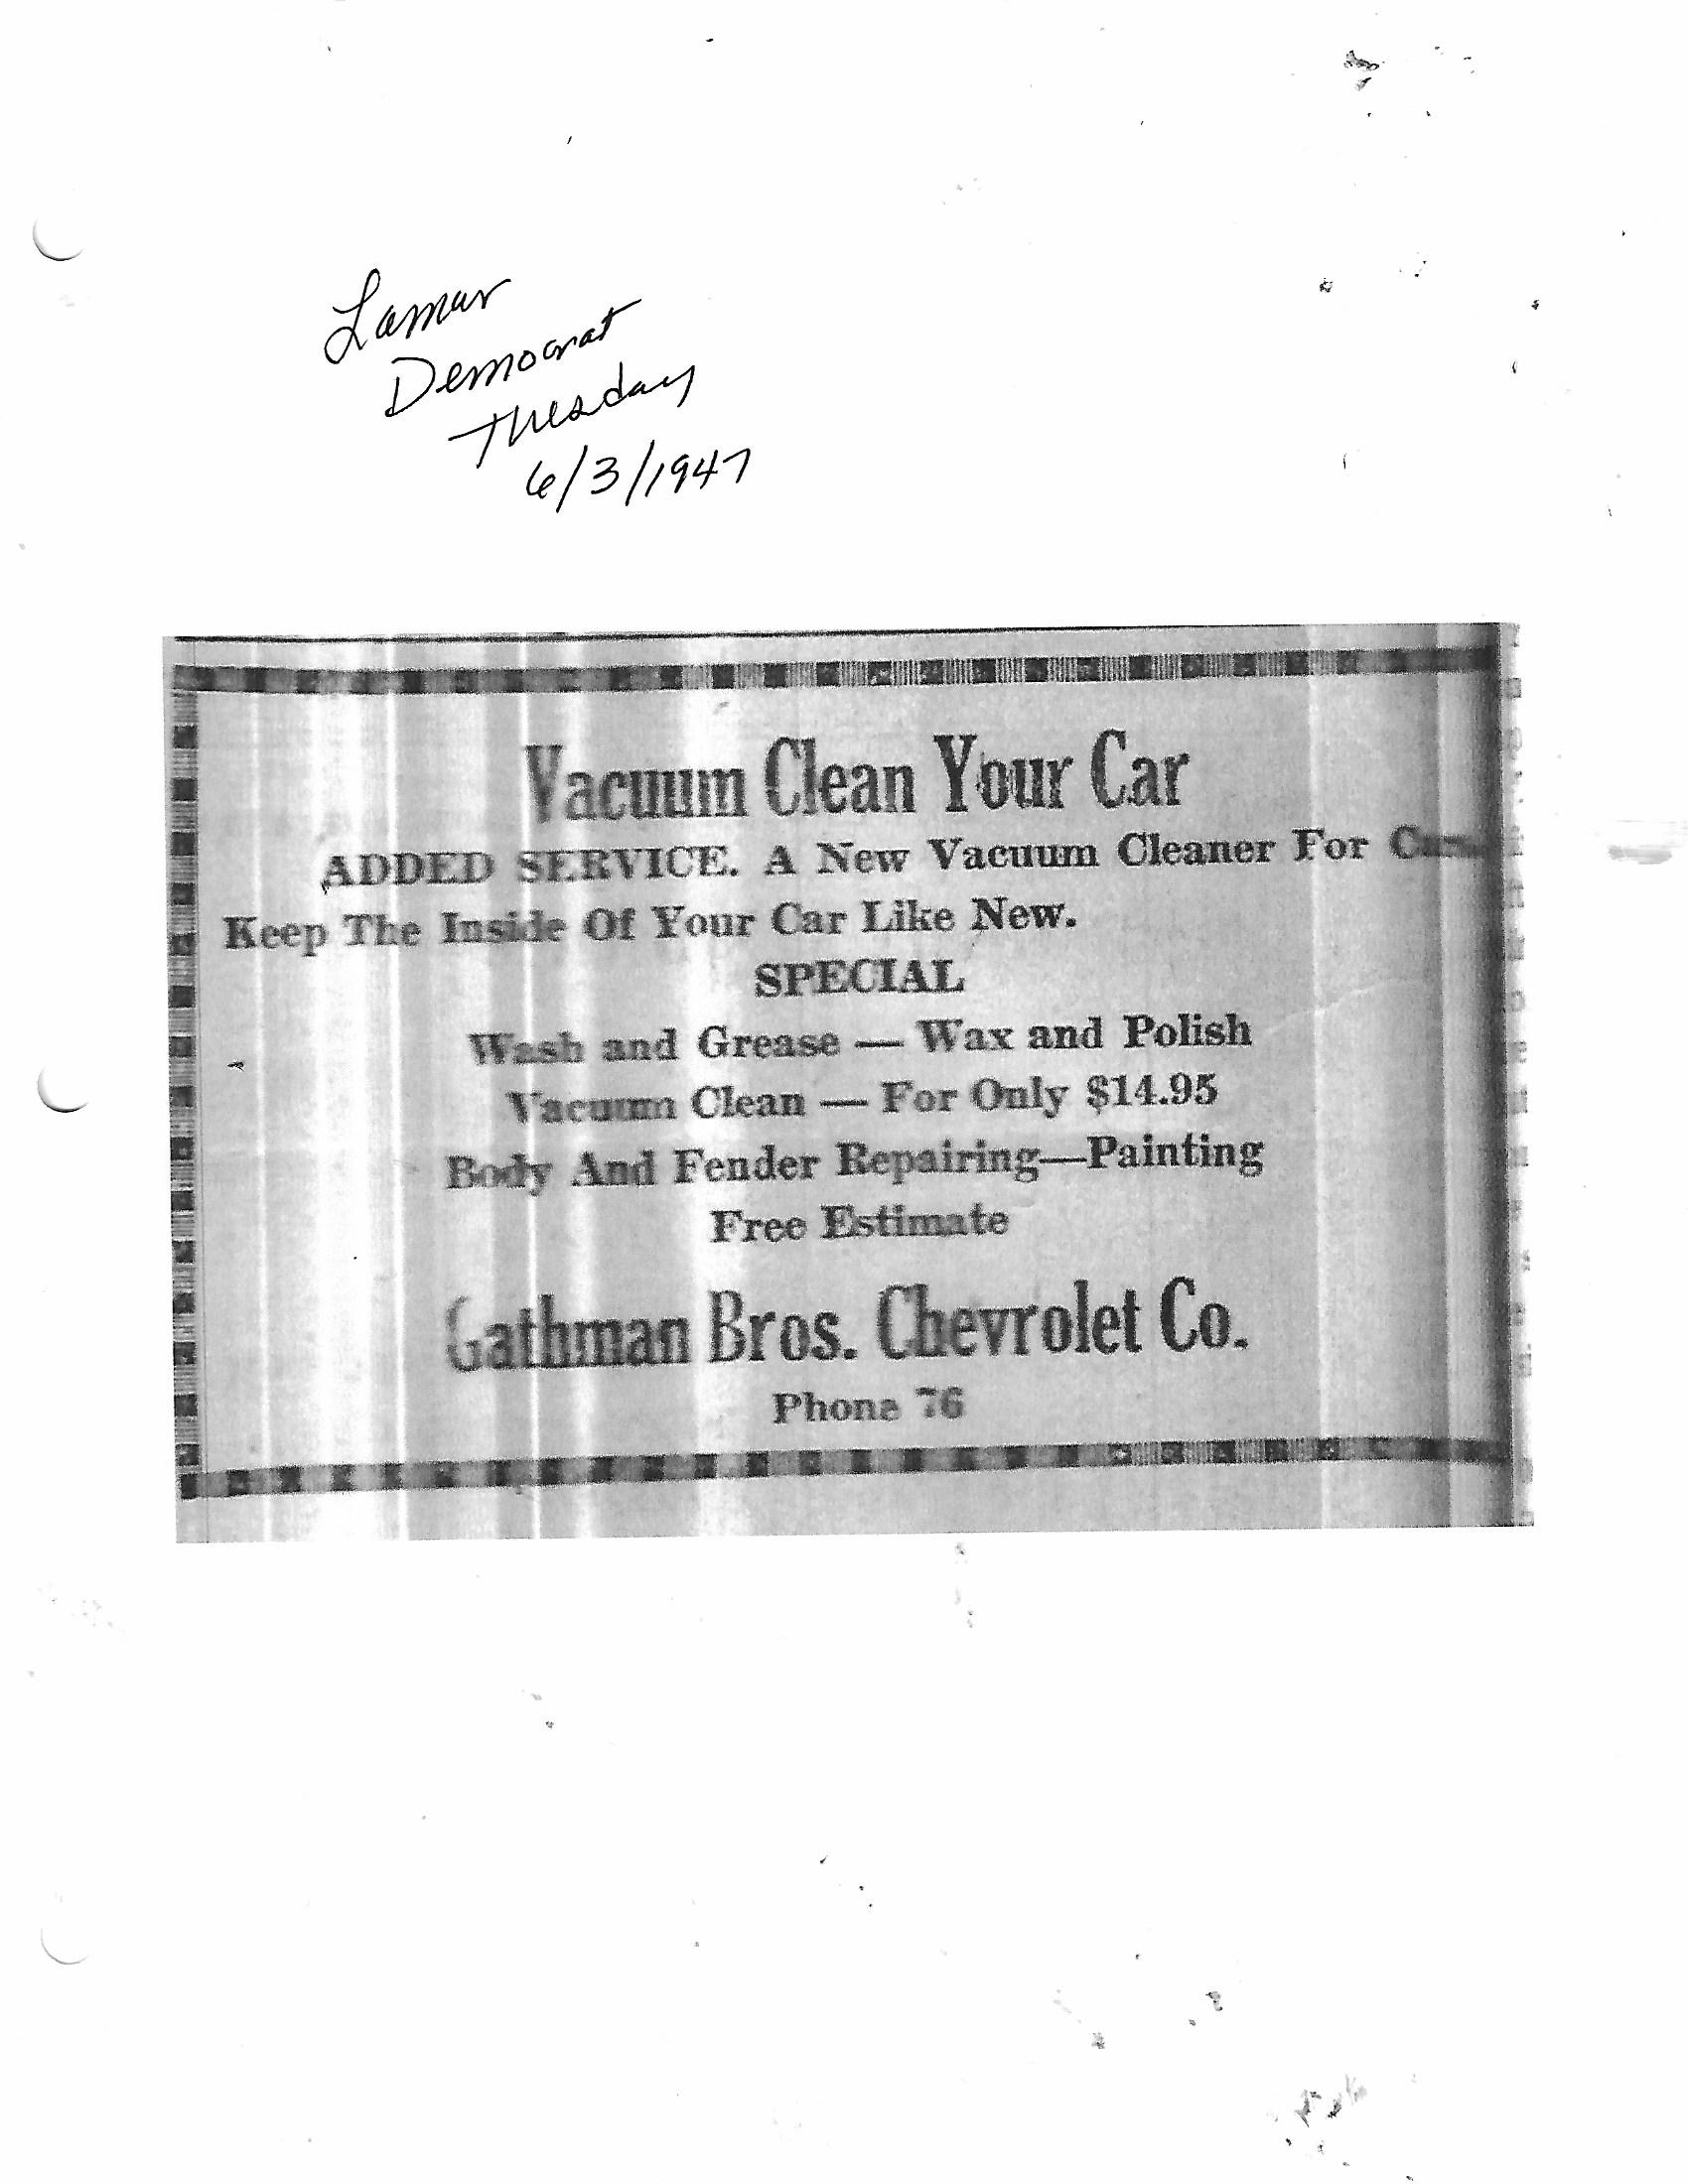 Lamar
Democrat
Tuesday
6/3/1947
Vacuum Clean Your Car
ADDED SERVICE. A New Vacuum Cleaner For Cars.
Keep The Inside Of Your Car Like New.
SPECIAL
Wash and Grease — Wax and Polish
Vacuum Clean — For Only $14.95
Body And Fender Repairing—Painting
Free Estimate
Gathman Bros. Chevrolet Co.
Phone 76